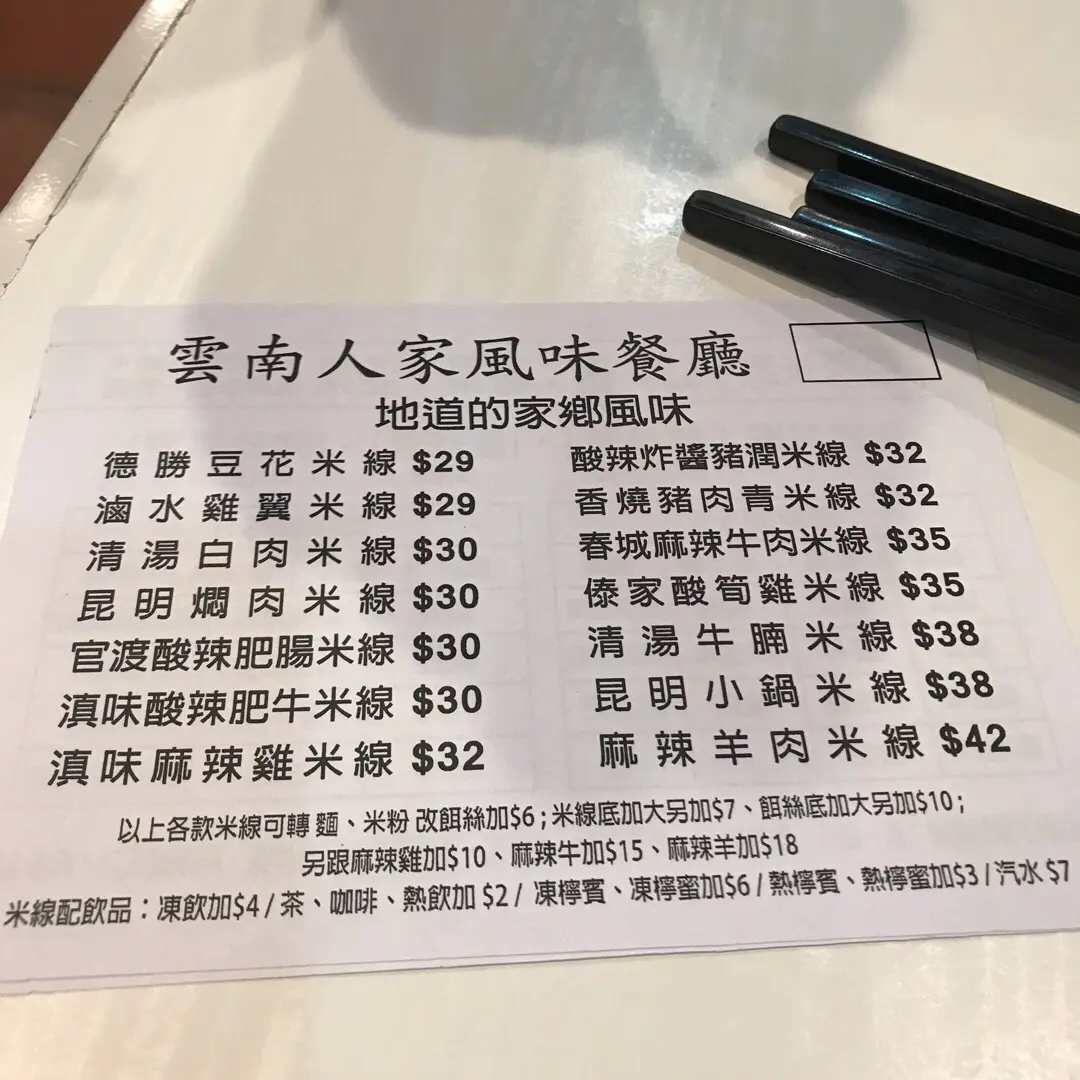 雲南人家風味餐廳
地道的家鄉風味
德勝豆花米線 $29
滷水雞翼米線 $29
清湯白肉米線 $30
昆明燜肉米線 $30
官渡酸辣肥腸米線 $30
滇味酸辣肥牛米線 $30
滇味麻辣雞米線 $32
酸辣炸醬豬潤米線 $32
香燒豬肉青米線 $32
春城麻辣牛肉米線 $35
傣家酸筍雞米線 $35
清湯牛腩米線 $38
昆明小鍋米線 $38
麻辣羊肉米線 $42
以上各款米線可轉 麵、米粉 改餌絲加$6 ; 米線底加大另加$7、餌絲底加大另加$10 ;
另跟麻辣雞加$10、麻辣牛加$15、麻辣羊加$18
米線配飲品：凍飲加$4 / 茶、咖啡、熱飲加 $2 / 凍檸賓、凍檸蜜加$6 / 熱檸賓、熱檸蜜加$3 / 汽水 $7